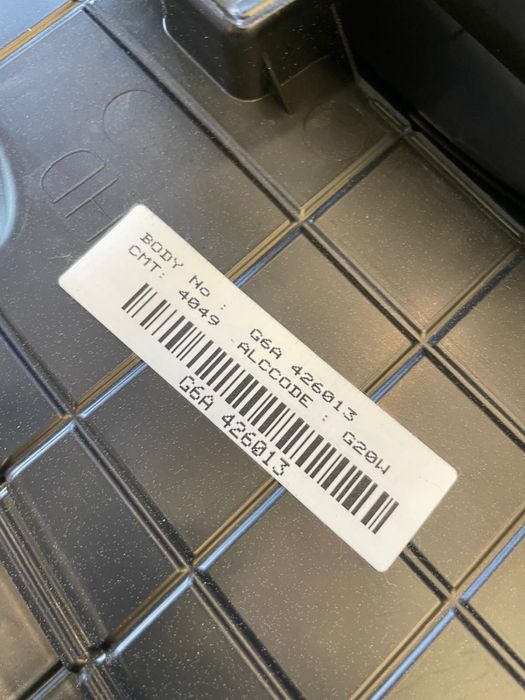 BODY No : G6A 426013
CMT: 4049 ALCCODE : G20W
G6A 426013